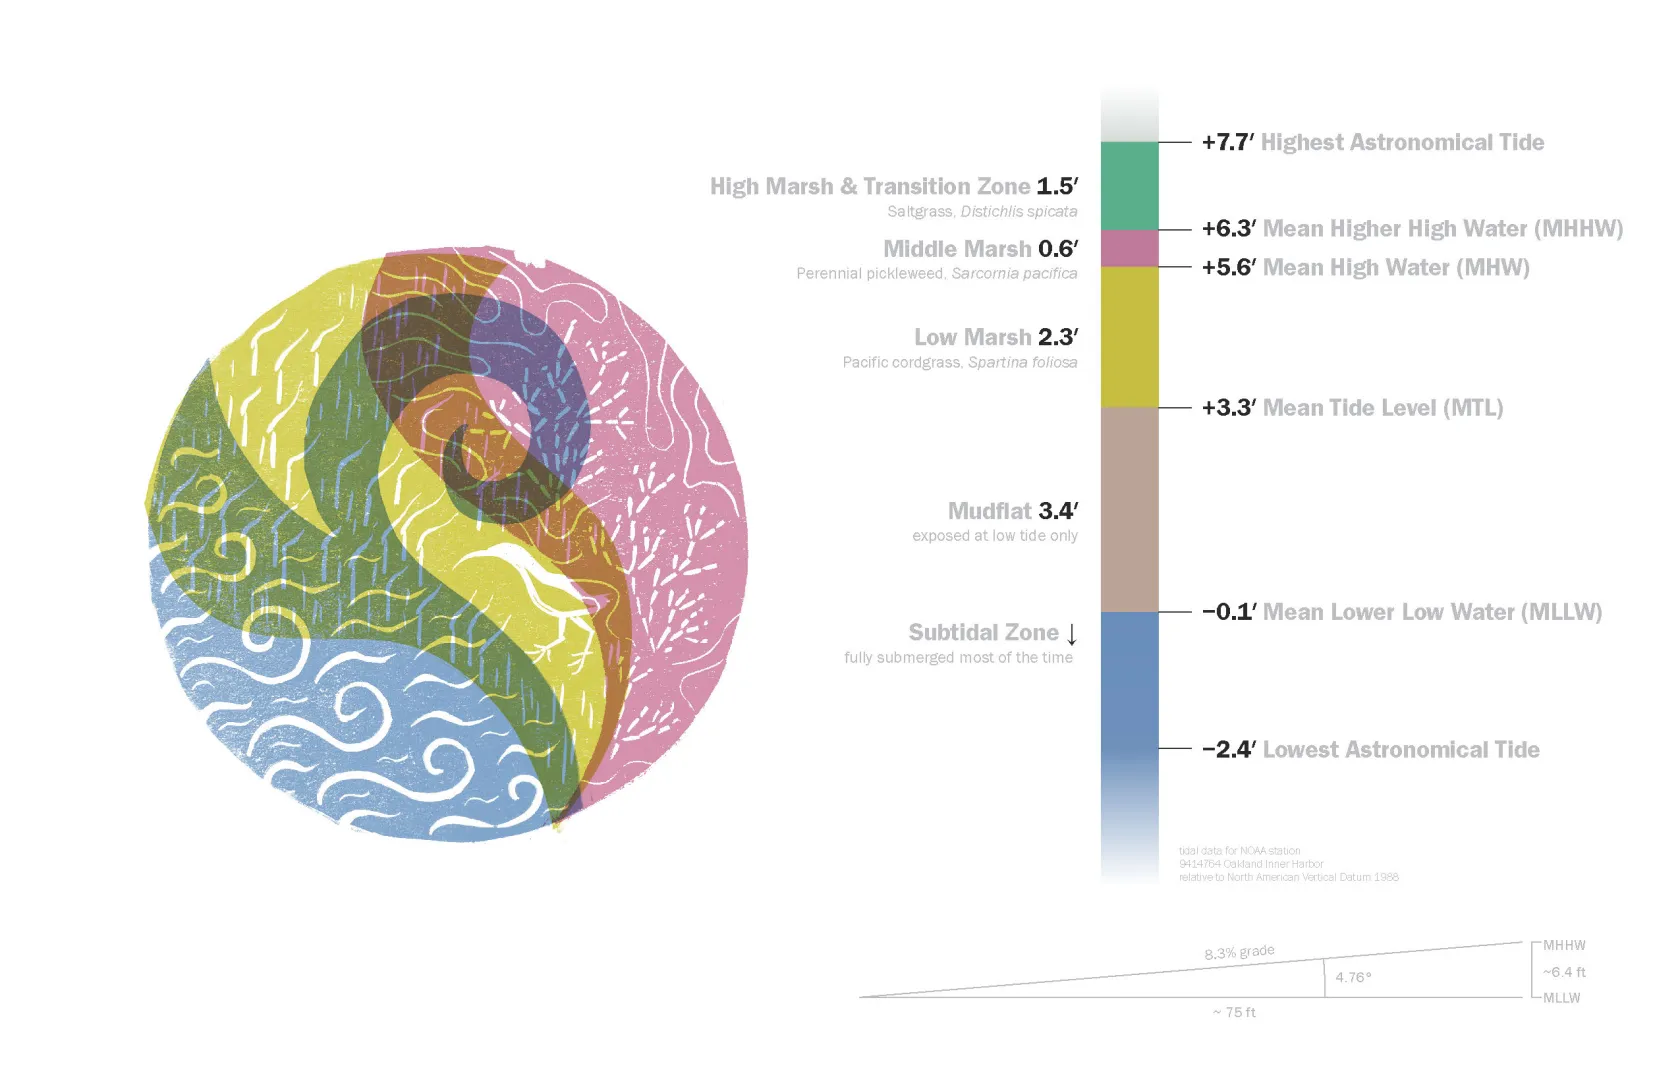 +7.7′ Highest Astronomical Tide
High Marsh & Transition Zone 1.5′
Saltgrass, Distichlis spicata
+6.3′ Mean Higher High Water (MHHW)
Middle Marsh 0.6′
Perennial pickleweed, Sarcornia pacifica
+5.6′ Mean High Water (MHW)
Low Marsh 2.3′
Pacific cordgrass, Spartina foliosa
+3.3′ Mean Tide Level (MTL)
Mudflat 3.4′
exposed at low tide only
−0.1′ Mean Lower Low Water (MLLW)
Subtidal Zone ↓
fully submerged most of the time
−2.4′ Lowest Astronomical Tide
tidal data for NOAA station
9414764 Oakland Inner Harbor
relative to North American Vertical Datum 1988
8.3% grade
4.76°
~ 75 ft
MHHW
~6.4 ft
MLLW